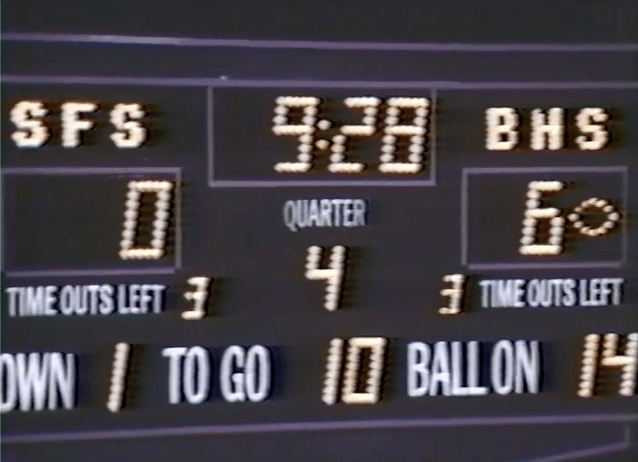 SFS 9:28 BHS
0 QUARTER 6
4
TIME OUTS LEFT 3 3 TIME OUTS LEFT
OWN 1 TO GO 10 BALL ON 14